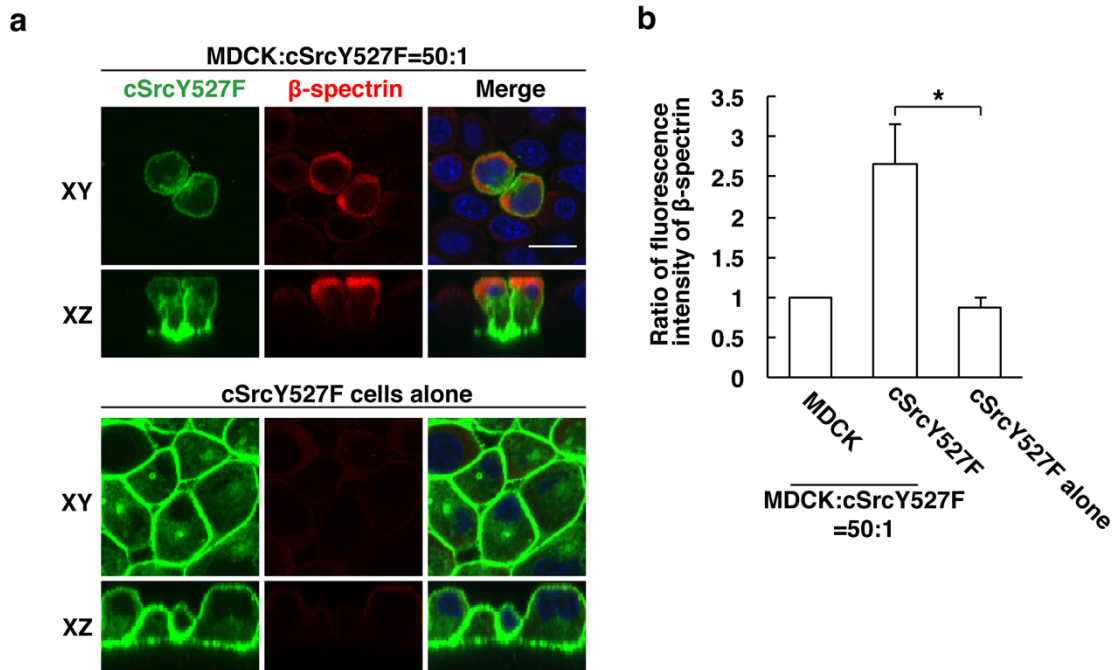 a
MDCK:cSrcY527F=50:1
cSrcY527F
β-spectrin
Merge
XY
XZ
cSrcY527F cells alone
XY
XZ
b
Ratio of fluorescence
intensity of β-spectrin
3.5
3
2.5
2
1.5
1
0.5
0
*
MDCK
cSrcY527F
cSrcY527F alone
MDCK:cSrcY527F
=50:1